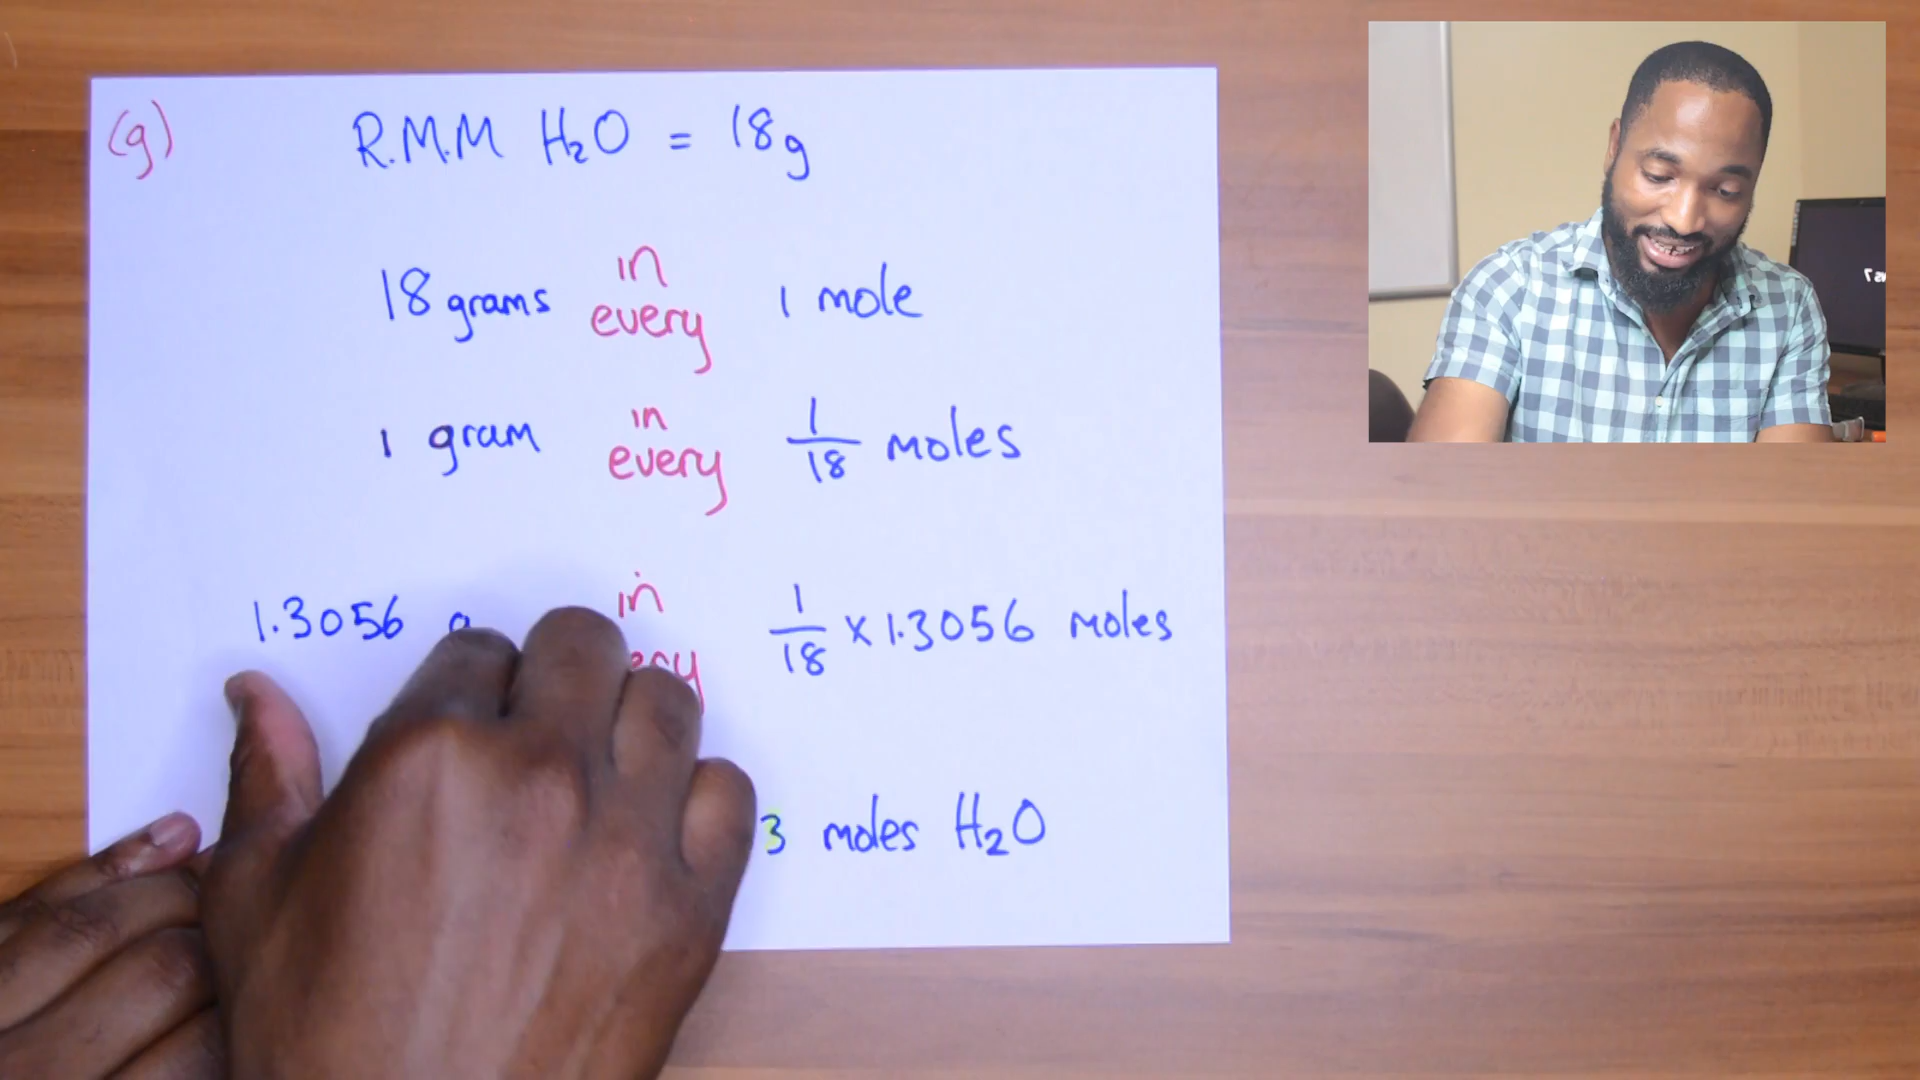 (g) R.M.M H₂O = 18g
18 grams in every 1 mole
1 gram in every 1/18 moles
1.3056 in 1/18 x 1.3056 moles
3 moles H₂O